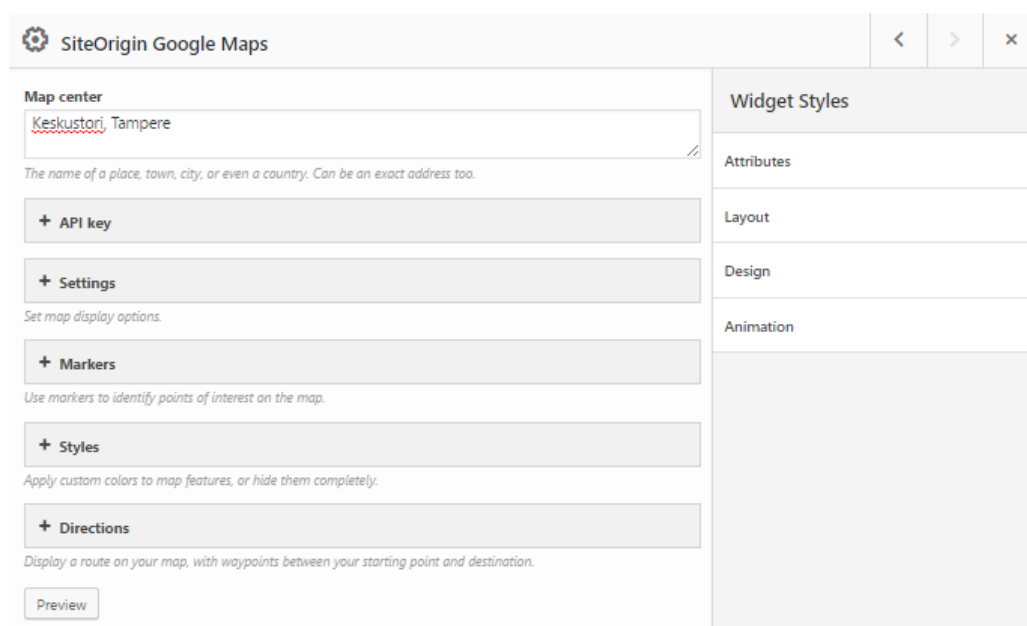 SiteOrigin Google Maps
Map center
Keskustori, Tampere
The name of a place, town, city, or even a country. Can be an exact address too.
+ API key
+ Settings
Set map display options.
+ Markers
Use markers to identify points of interest on the map.
+ Styles
Apply custom colors to map features, or hide them completely.
+ Directions
Display a route on your map, with waypoints between your starting point and destination.
Preview
Widget Styles
Attributes
Layout
Design
Animation